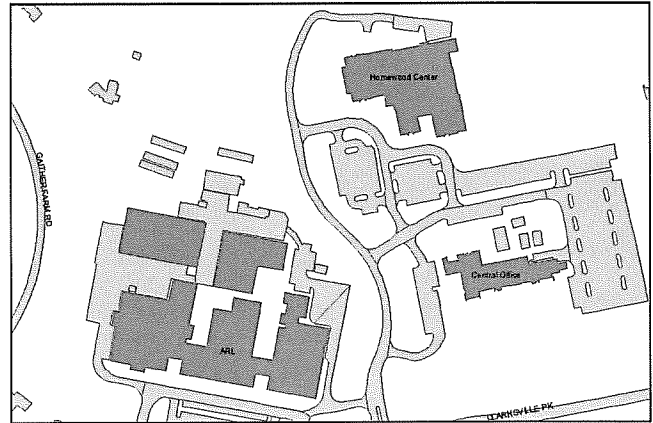 Homewood Center
GAITHER FARM RD
Central Office
ARL
CLARKSVILLE PK